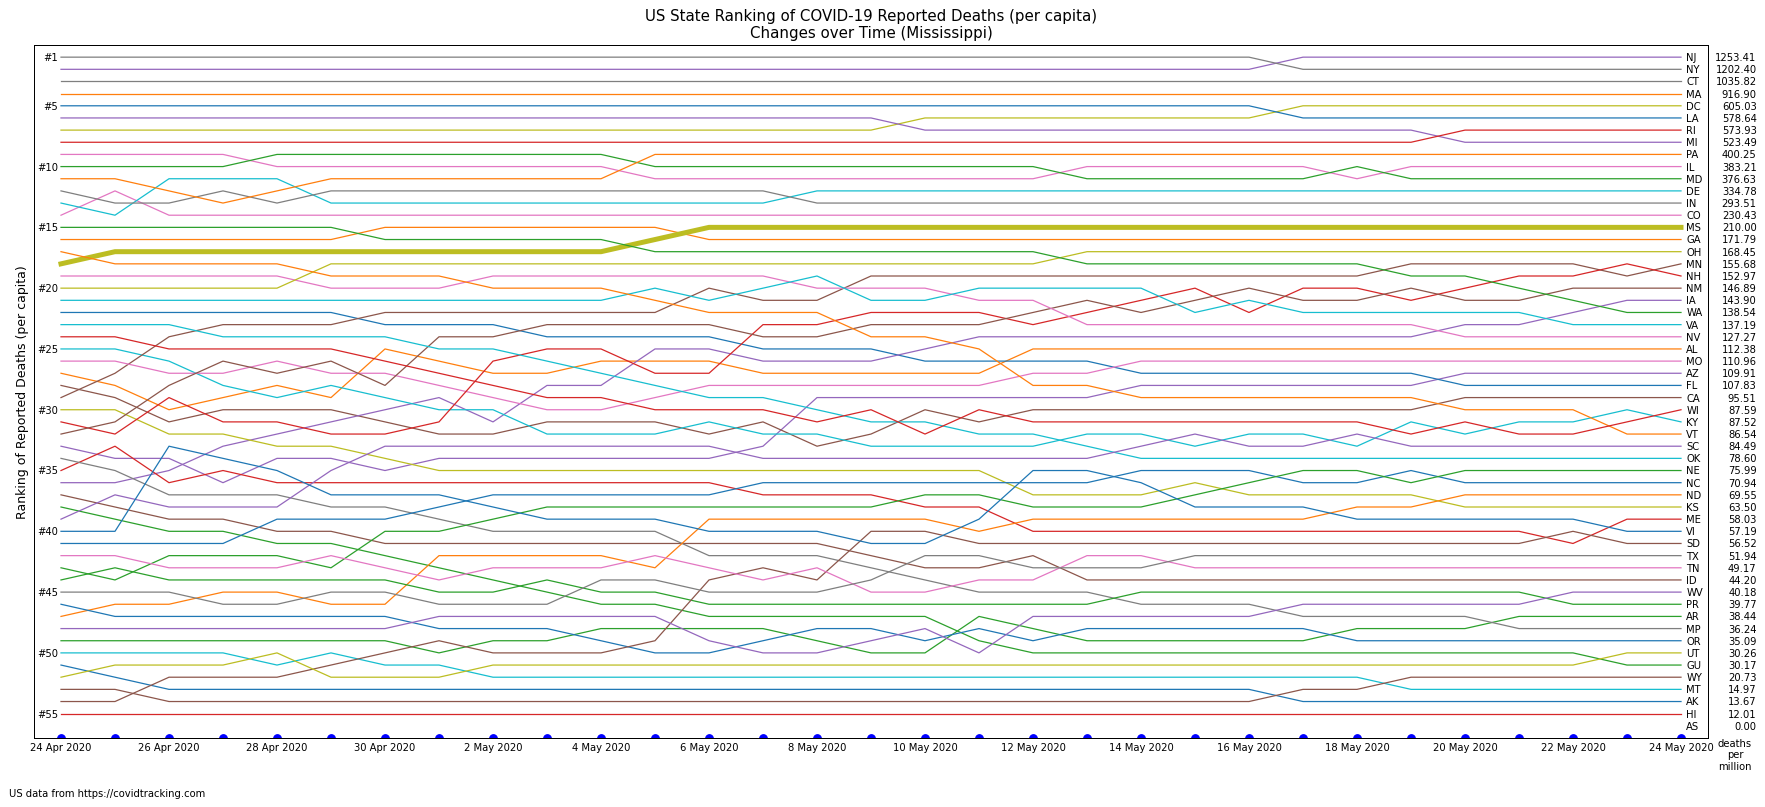 US State Ranking of COVID-19 Reported Deaths (per capita)
Changes over Time (Mississippi)
Ranking of Reported Deaths (per capita)
#1
#5
#10
#15
#20
#25
#30
#35
#40
#45
#50
#55
NJ 1253.41
NY 1202.40
CT 1035.82
MA 916.90
DC 605.03
LA 578.64
RI 573.93
MI 523.49
PA 400.25
IL 383.21
MD 376.63
DE 334.78
IN 293.51
CO 230.43
MS 210.00
GA 171.79
OH 168.45
MN 155.68
NH 152.97
NM 146.89
IA 143.90
WA 138.54
VA 137.19
NV 127.27
AL 112.38
MO 110.96
AZ 109.91
FL 107.83
CA 95.51
WI 87.59
KY 87.52
VT 86.54
SC 84.49
OK 78.60
NE 75.99
NC 70.94
ND 69.55
KS 63.50
ME 58.03
VI 57.19
SD 56.52
TX 51.94
TN 49.17
ID 44.20
WV 40.18
PR 39.77
AR 38.44
MP 36.24
OR 35.09
UT 30.26
GU 30.17
WY 20.73
MT 14.97
AK 13.67
HI 12.01
AS 0.00
24 Apr 2020 26 Apr 2020 28 Apr 2020 30 Apr 2020 2 May 2020 4 May 2020 6 May 2020 8 May 2020 10 May 2020 12 May 2020 14 May 2020 16 May 2020 18 May 2020 20 May 2020 22 May 2020 24 May 2020
deaths
per
million
US data from https://covidtracking.com